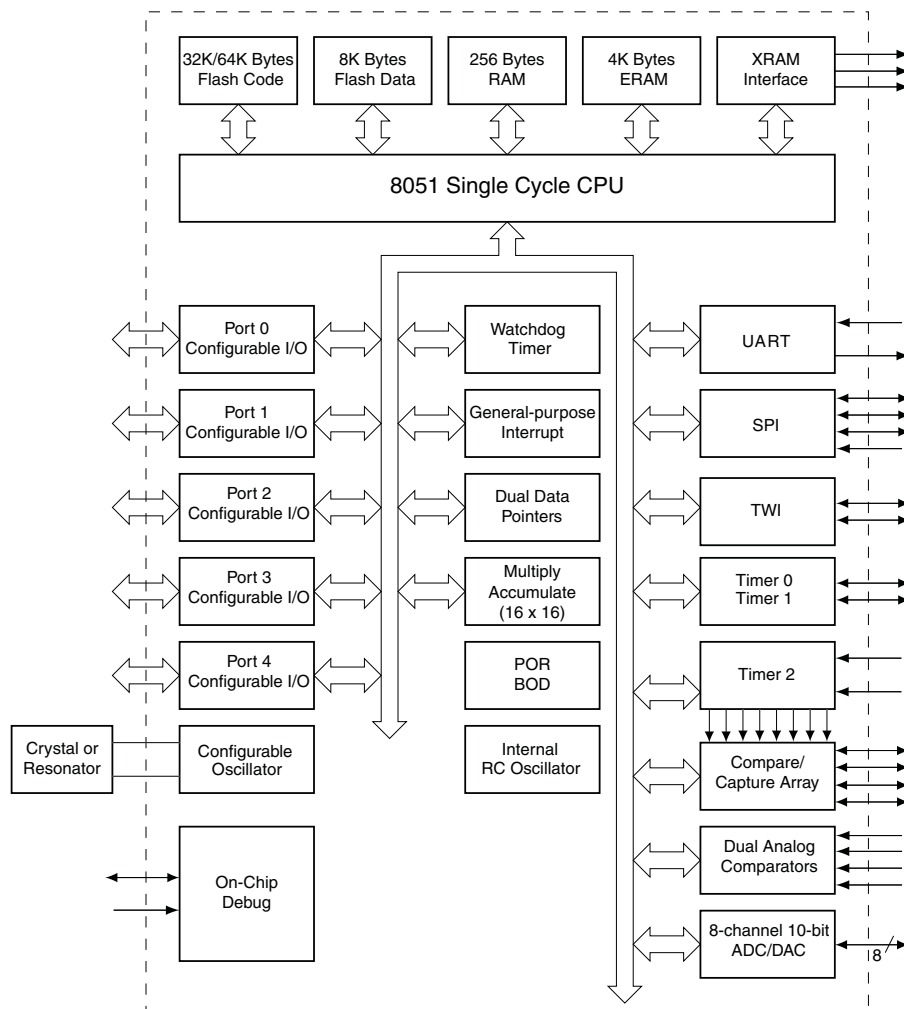 32K/64K Bytes
Flash Code
8K Bytes
Flash Data
256 Bytes
RAM
4K Bytes
ERAM
XRAM
Interface
8051 Single Cycle CPU
Port 0
Configurable I/O
Watchdog
Timer
UART
Port 1
Configurable I/O
General-purpose
Interrupt
SPI
Port 2
Configurable I/O
Dual Data
Pointers
TWI
Port 3
Configurable I/O
Multiply
Accumulate
(16 x 16)
Timer 0
Timer 1
Port 4
Configurable I/O
POR
BOD
Timer 2
Crystal or
Resonator
Configurable
Oscillator
Internal
RC Oscillator
Compare/
Capture Array
On-Chip
Debug
Dual Analog
Comparators
8-channel 10-bit
ADC/DAC
8